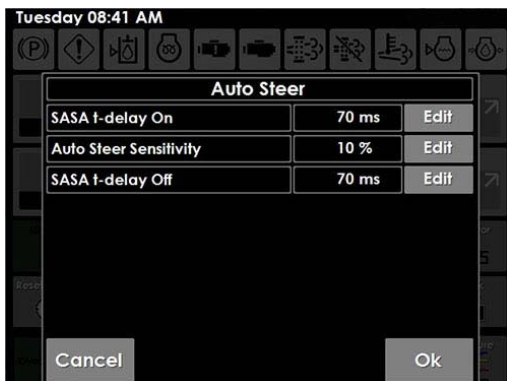 Tuesday 08:41 AM
Auto Steer
SASA t-delay On 70 ms Edit
Auto Steer Sensitivity 10 % Edit
SASA t-delay Off 70 ms Edit
Cancel Ok